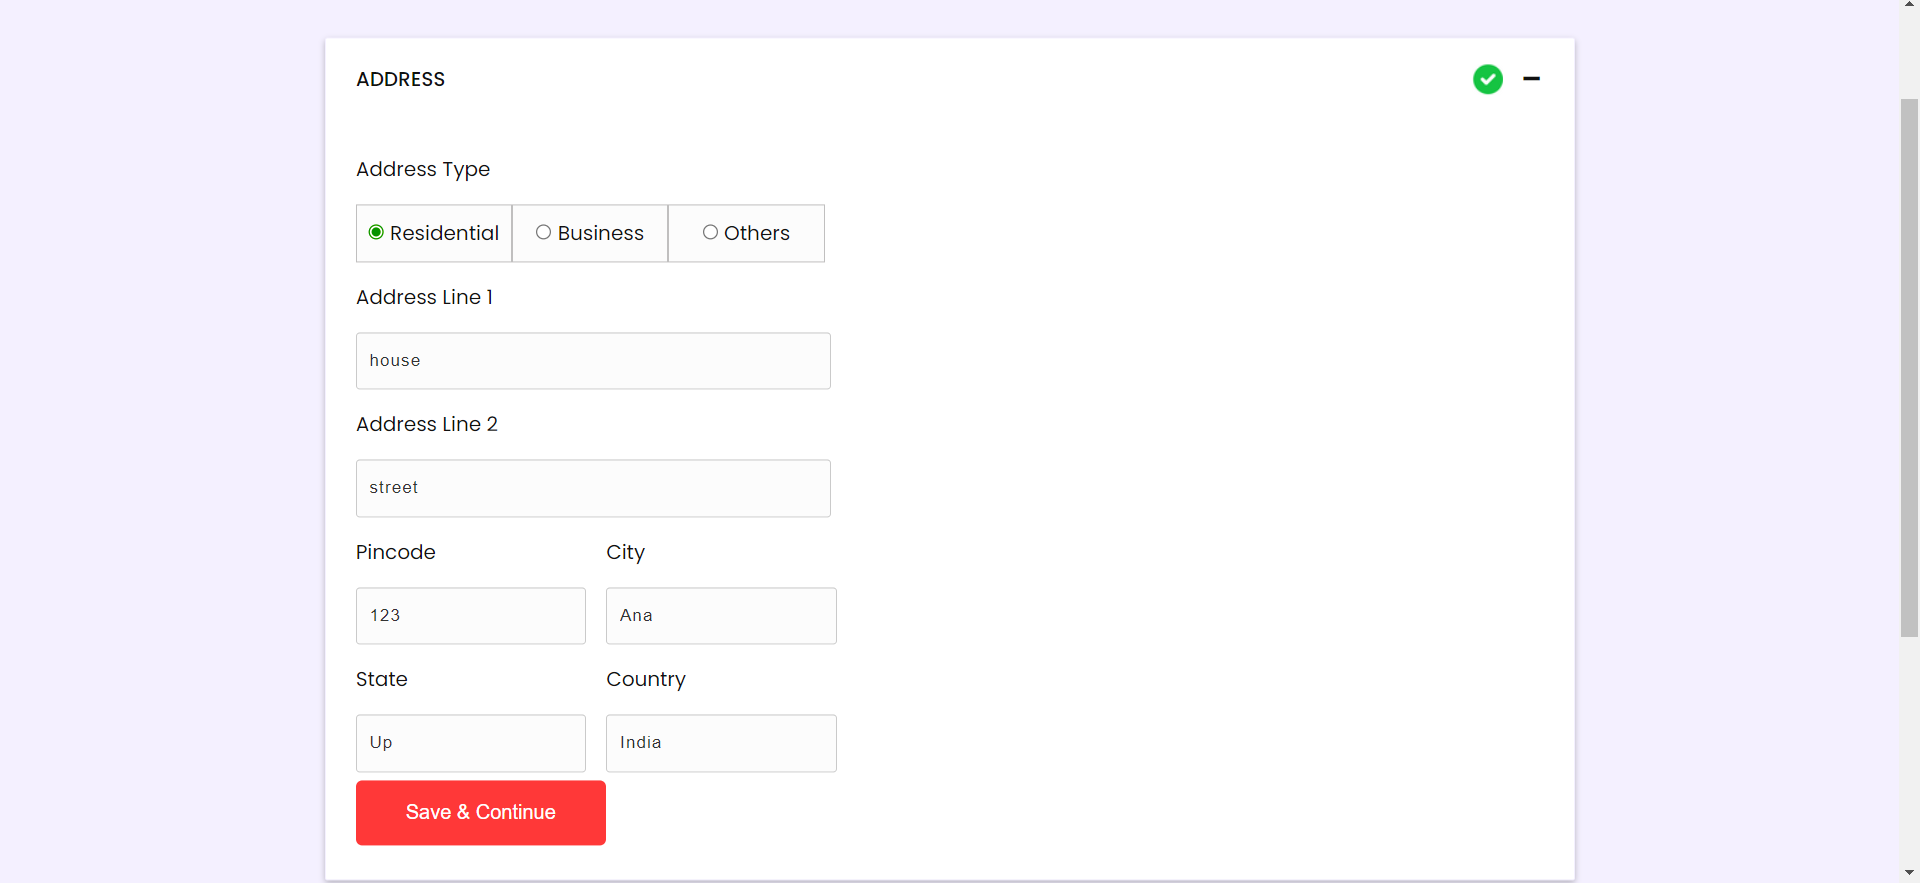 ADDRESS
Address Type
Residential Business Others
Address Line 1
house
Address Line 2
street
Pincode City
123 Ana
State Country
Up India
Save & Continue